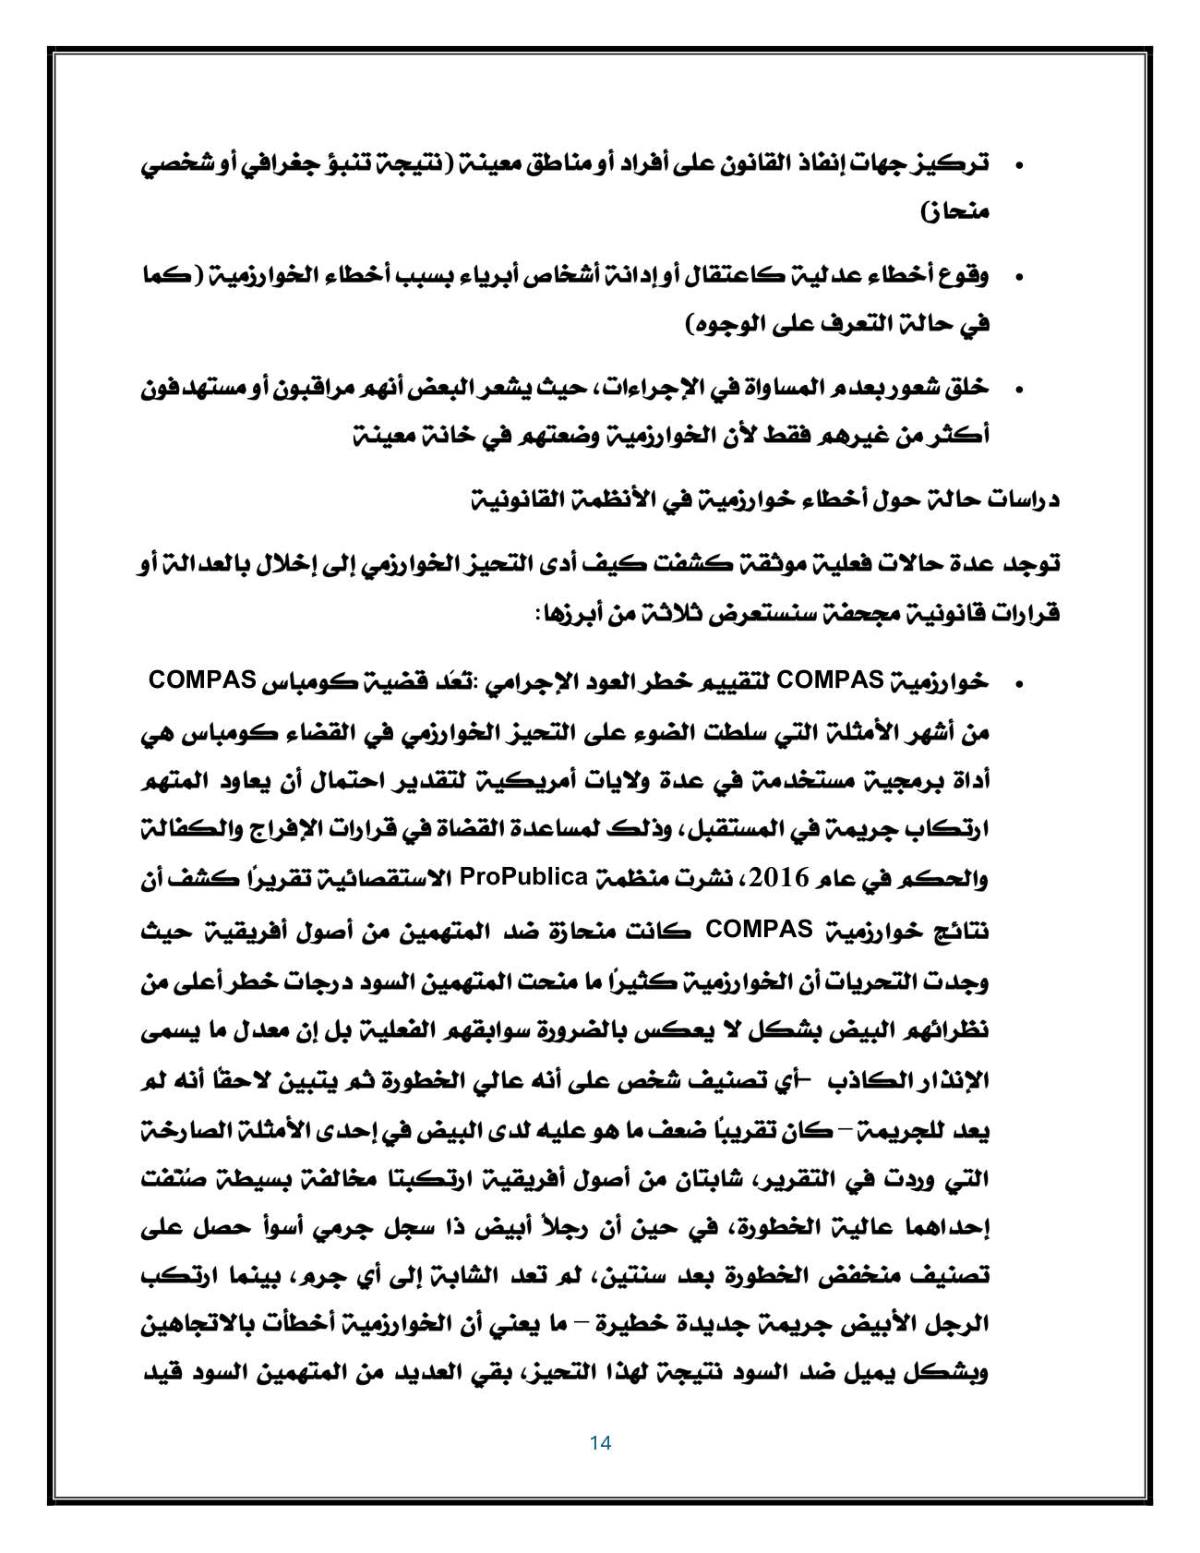 • تركيز جهات إنفاذ القانون على أفراد أو مناطق معينة (نتيجة تنبؤ جغرافي أو شخصي
منحاز)
• وقوع أخطاء عدلية كاعتقال أو إدانة أشخاص أبرياء بسبب أخطاء الخوارزمية (كما
في حالة التعرف على الوجوه)
• خلق شعور بعدم المساواة في الإجراءات، حيث يشعر البعض أنهم مراقبون أو مستهدفون
أكثر من غيرهم فقط لأن الخوارزمية وضعتهم في خانة معينة
دراسات حالة حول أخطاء خوارزمية في الأنظمة القانونية
توجد عدة حالات فعلية موثقة كشفت كيف أدى التحيز الخوارزمي إلى إخلال بالعدالة أو
قرارات قانونية مجحفة سنستعرض ثلاثة من أبرزها:
• خوارزمية COMPAS لتقييم خطر العود الإجرامي :تُعَد قضية كومباس COMPAS
من أشهر الأمثلة التي سلطت الضوء على التحيز الخوارزمي في القضاء كومباس هي
أداة برمجية مستخدمة في عدة ولايات أمريكية لتقدير احتمال أن يعاود المتهم
ارتكاب جريمة في المستقبل، وذلك لمساعدة القضاة في قرارات الإفراج والكفالة
والحكم في عام 2016، نشرت منظمة ProPublica الاستقصائية تقريرًا كشف أن
نتائج خوارزمية COMPAS كانت منحازة ضد المتهمين من أصول أفريقية حيث
وجدت التحريات أن الخوارزمية كثيرًا ما منحت المتهمين السود درجات خطر أعلى من
نظرائهم البيض بشكل لا يعكس بالضرورة سوابقهم الفعلية بل إن معدل ما يسمى
الإنذار الكاذب –أي تصنيف شخص على أنه عالي الخطورة ثم يتبين لاحقًا أنه لم
يعد للجريمة – كان تقريبًا ضعف ما هو عليه لدى البيض في إحدى الأمثلة الصارخة
التي وردت في التقرير، شابتان من أصول أفريقية ارتكبتا مخالفة بسيطة صُنّفت
إحداهما عالية الخطورة، في حين أن رجلاً أبيض ذا سجل جرمي أسوأ حصل على
تصنيف منخفض الخطورة بعد سنتين، لم تعد الشابة إلى أي جرم، بينما ارتكب
الرجل الأبيض جريمة جديدة خطيرة – ما يعني أن الخوارزمية أخطأت بالاتجاهين
وبشكل يميل ضد السود نتيجة لهذا التحيز، بقي العديد من المتهمين السود قيد
14